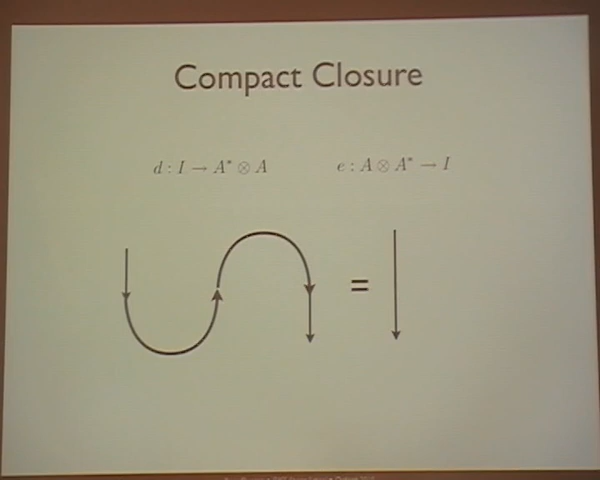 Compact Closure
d : I → A* ⊗ A
e : A ⊗ A* → I
=